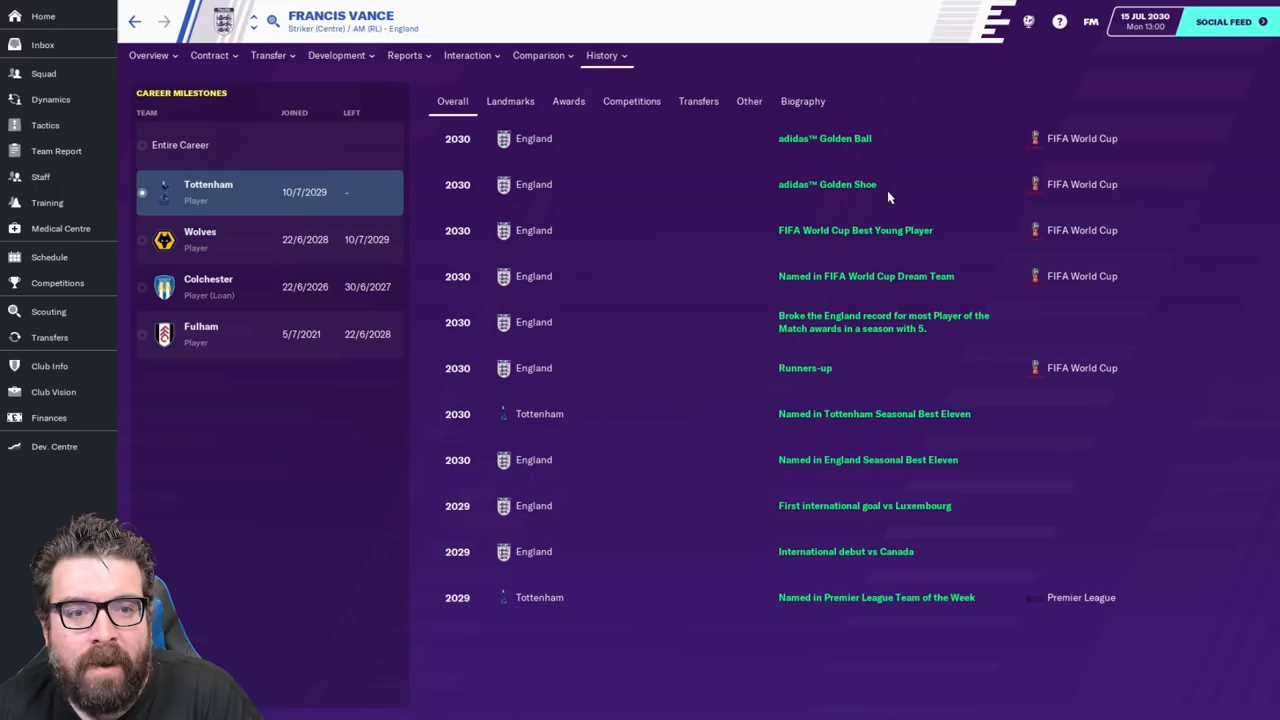 Home
FRANCIS VANCE
Striker (Centre) / AM (RL) - England
FM
15 JUL 2030
Mon 13:00
SOCIAL FEED
Inbox
Squad
Dynamics
Tactics
Team Report
Staff
Training
Medical Centre
Schedule
Competitions
Scouting
Transfers
Club Info
Club Vision
Finances
Dev. Centre
Overview
Contract
Transfer
Development
Reports
Interaction
Comparison
History
CAREER MILESTONES
TEAM JOINED LEFT
Entire Career
Tottenham
Player
10/7/2029 -
Wolves
Player
22/6/2028 10/7/2029
Colchester
Player (Loan)
22/6/2026 30/6/2027
Fulham
Player
5/7/2021 22/6/2028
Overall Landmarks Awards Competitions Transfers Other Biography
2030 England adidas™ Golden Ball FIFA World Cup
2030 England adidas™ Golden Shoe FIFA World Cup
2030 England FIFA World Cup Best Young Player FIFA World Cup
2030 England Named in FIFA World Cup Dream Team FIFA World Cup
2030 England Broke the England record for most Player of the
Match awards in a season with 5.
2030 England Runners-up FIFA World Cup
2030 Tottenham Named in Tottenham Seasonal Best Eleven
2030 England Named in England Seasonal Best Eleven
2029 England First international goal vs Luxembourg
2029 England International debut vs Canada
2029 Tottenham Named in Premier League Team of the Week Premier League